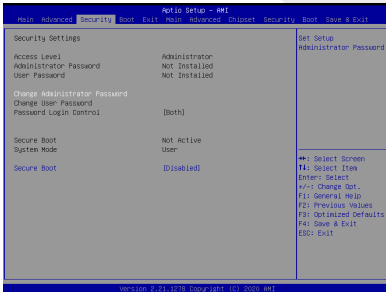 Aptio Setup - AMI
Main Advanced Security Boot Exit Main Advanced Chipset Security Boot Save & Exit
Security Settings
Access Level Administrator
Administrator Password Not Installed
User Password Not Installed
Change Administrator Password
Change User Password
Password Login Control [Both]
Secure Boot Not Active
System Mode User
Secure Boot [Disabled]
Set Setup
Administrator Password
→←: Select Screen
↑↓: Select Item
Enter: Select
+/-: Change Opt.
F1: General Help
F2: Previous Values
F3: Optimized Defaults
F4: Save & Exit
ESC: Exit
Version 2.21.1278 Copyright (C) 2020 AMI